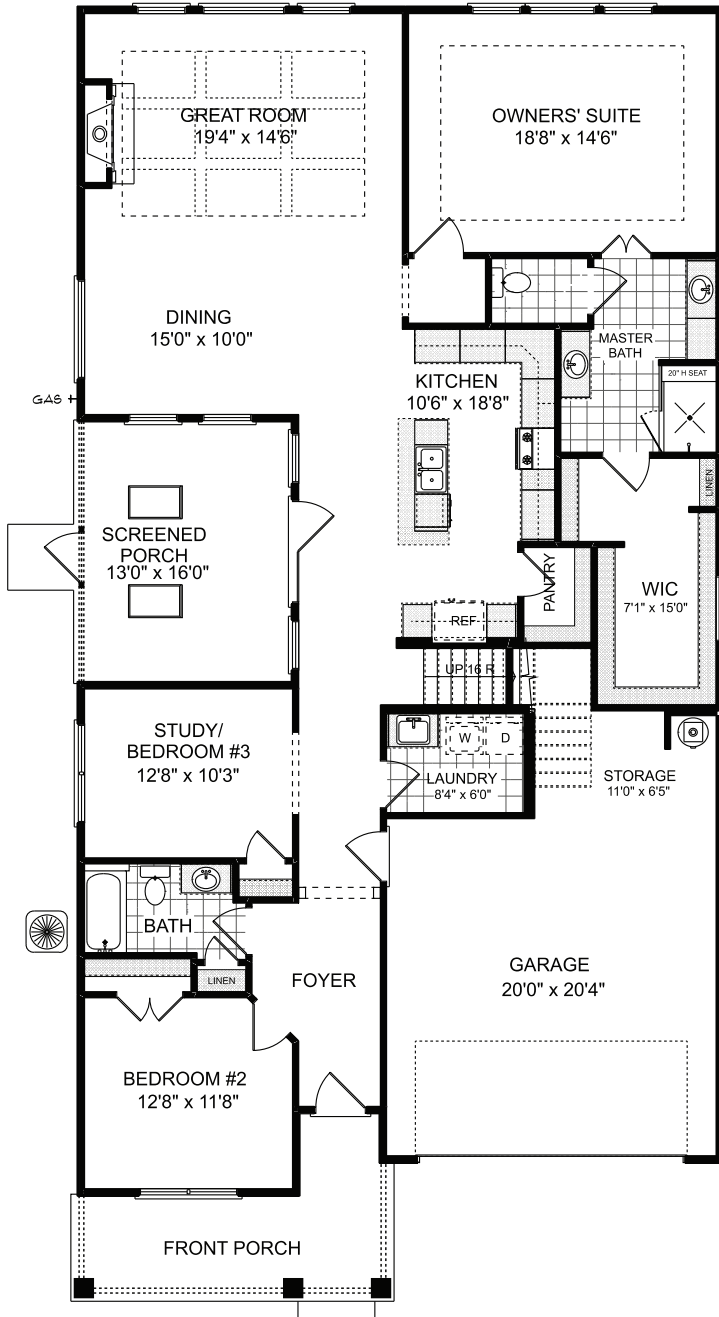 GREAT ROOM
19'4" x 14'6"
OWNERS' SUITE
18'8" x 14'6"
DINING
15'0" x 10'0"
MASTER
BATH
20" H SEAT
KITCHEN
10'6" x 18'8"
GAS
LINEN
SCREENED
PORCH
13'0" x 16'0"
PANTRY
WIC
7'1" x 15'0"
REF
UP 16 R
STUDY/
BEDROOM #3
12'8" x 10'3"
W
D
LAUNDRY
8'4" x 6'0"
STORAGE
11'0" x 6'5"
BATH
LINEN
FOYER
GARAGE
20'0" x 20'4"
BEDROOM #2
12'8" x 11'8"
FRONT PORCH